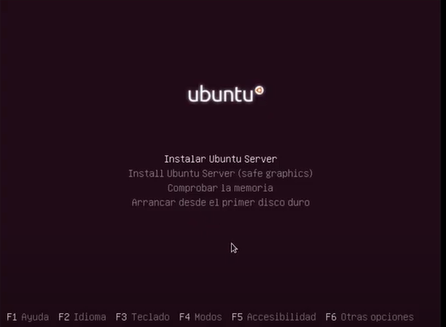 ubuntu
Instalar Ubuntu Server
Install Ubuntu Server (safe graphics)
Comprobar la memoria
Arrancar desde el primer disco duro
F1 Ayuda F2 Idioma F3 Teclado F4 Modos F5 Accesibilidad F6 Otras opciones